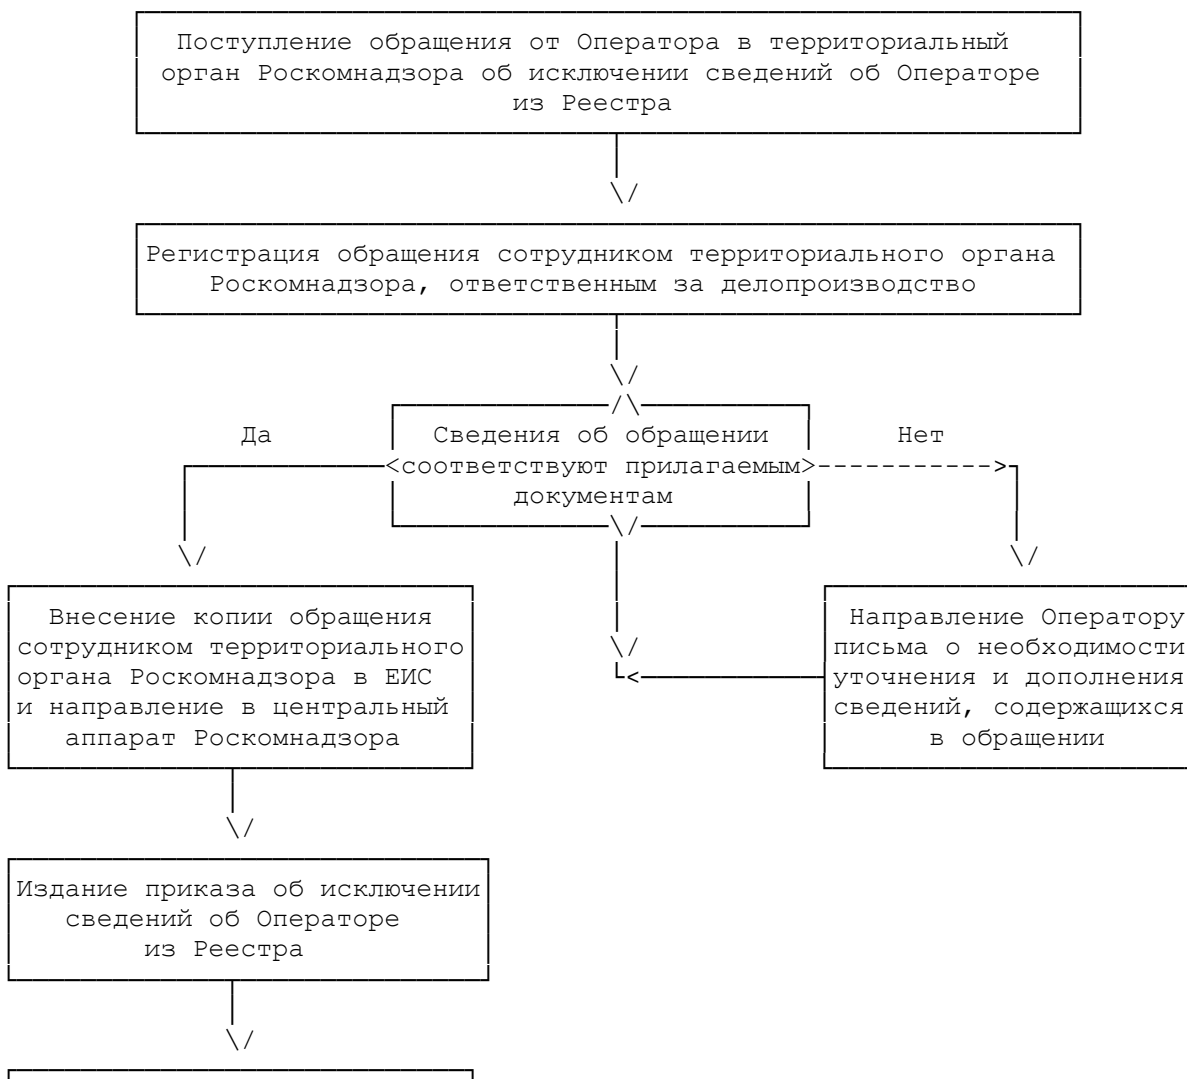 Поступление обращения от Оператора в территориальный
орган Роскомнадзора об исключении сведений об Операторе
из Реестра
Регистрация обращения сотрудником территориального органа
Роскомнадзора, ответственным за делопроизводство
Да
Сведения об обращении
соответствуют прилагаемым
документам
Нет
Внесение копии обращения
сотрудником территориального
органа Роскомнадзора в ЕИС
и направление в центральный
аппарат Роскомнадзора
Направление Оператору
письма о необходимости
уточнения и дополнения
сведений, содержащихся
в обращении
Издание приказа об исключении
сведений об Операторе
из Реестра